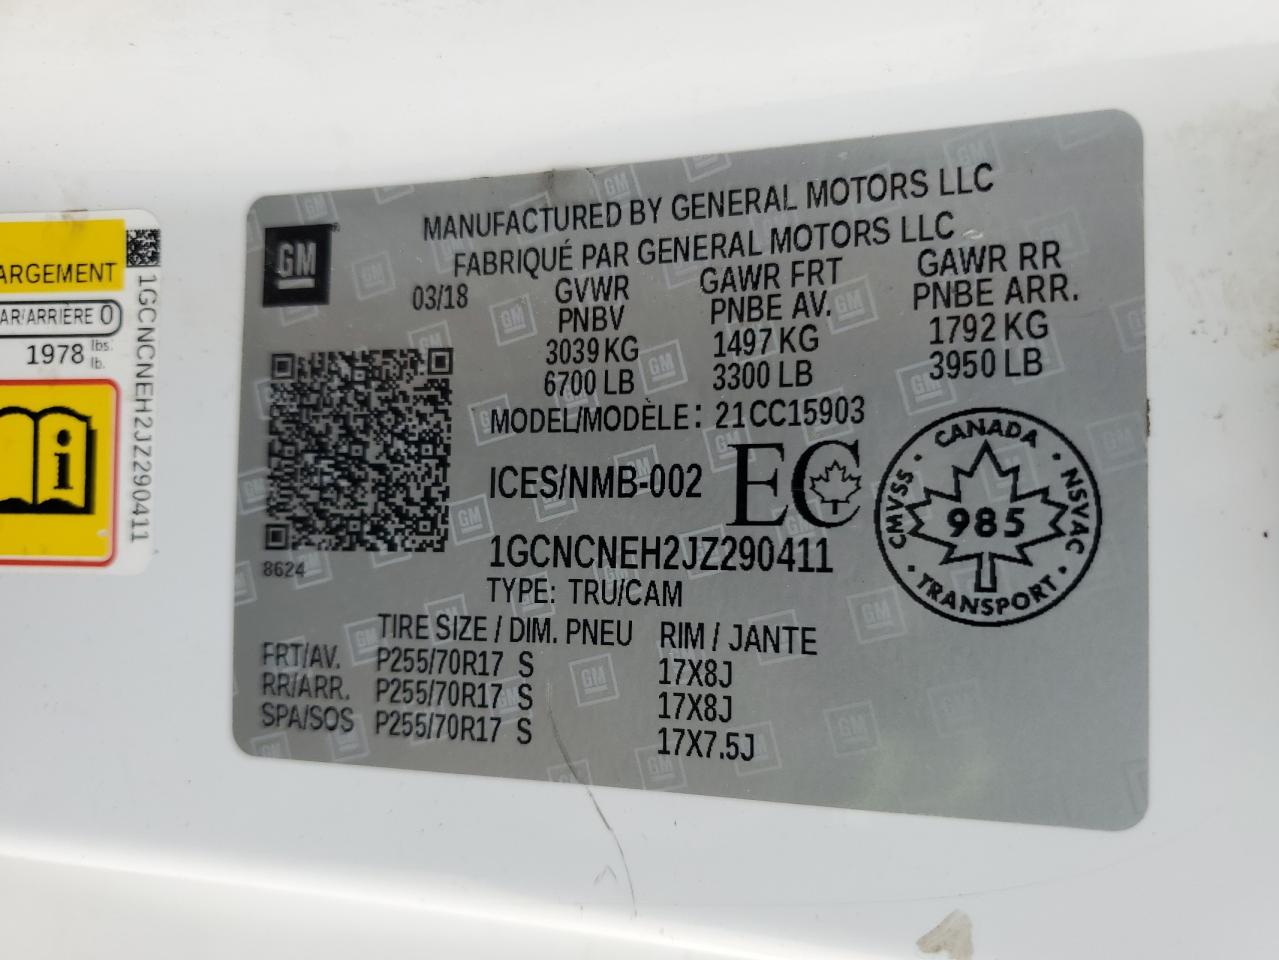 ARGEMENT
AR/ARRIÈRE 0
1978 lbs.
lb.
1GCNCNEH2JZ290411
GM
MANUFACTURED BY GENERAL MOTORS LLC
FABRIQUÉ PAR GENERAL MOTORS LLC
03/18 GVWR GAWR FRT GAWR RR
PNBV PNBE AV. PNBE ARR.
3039 KG 1497 KG 1792 KG
6700 LB 3300 LB 3950 LB
MODEL/MODÈLE: 21CC15903
ICES/NMB-002 EC
CANADA
CMVSS 985 NSVAC
TRANSPORT
8624
1GCNCNEH2JZ290411
TYPE: TRU/CAM
TIRE SIZE / DIM. PNEU RIM / JANTE
FRT/AV. P255/70R17 S 17X8J
RR/ARR. P255/70R17 S 17X8J
SPA/SOS P255/70R17 S 17X7.5J